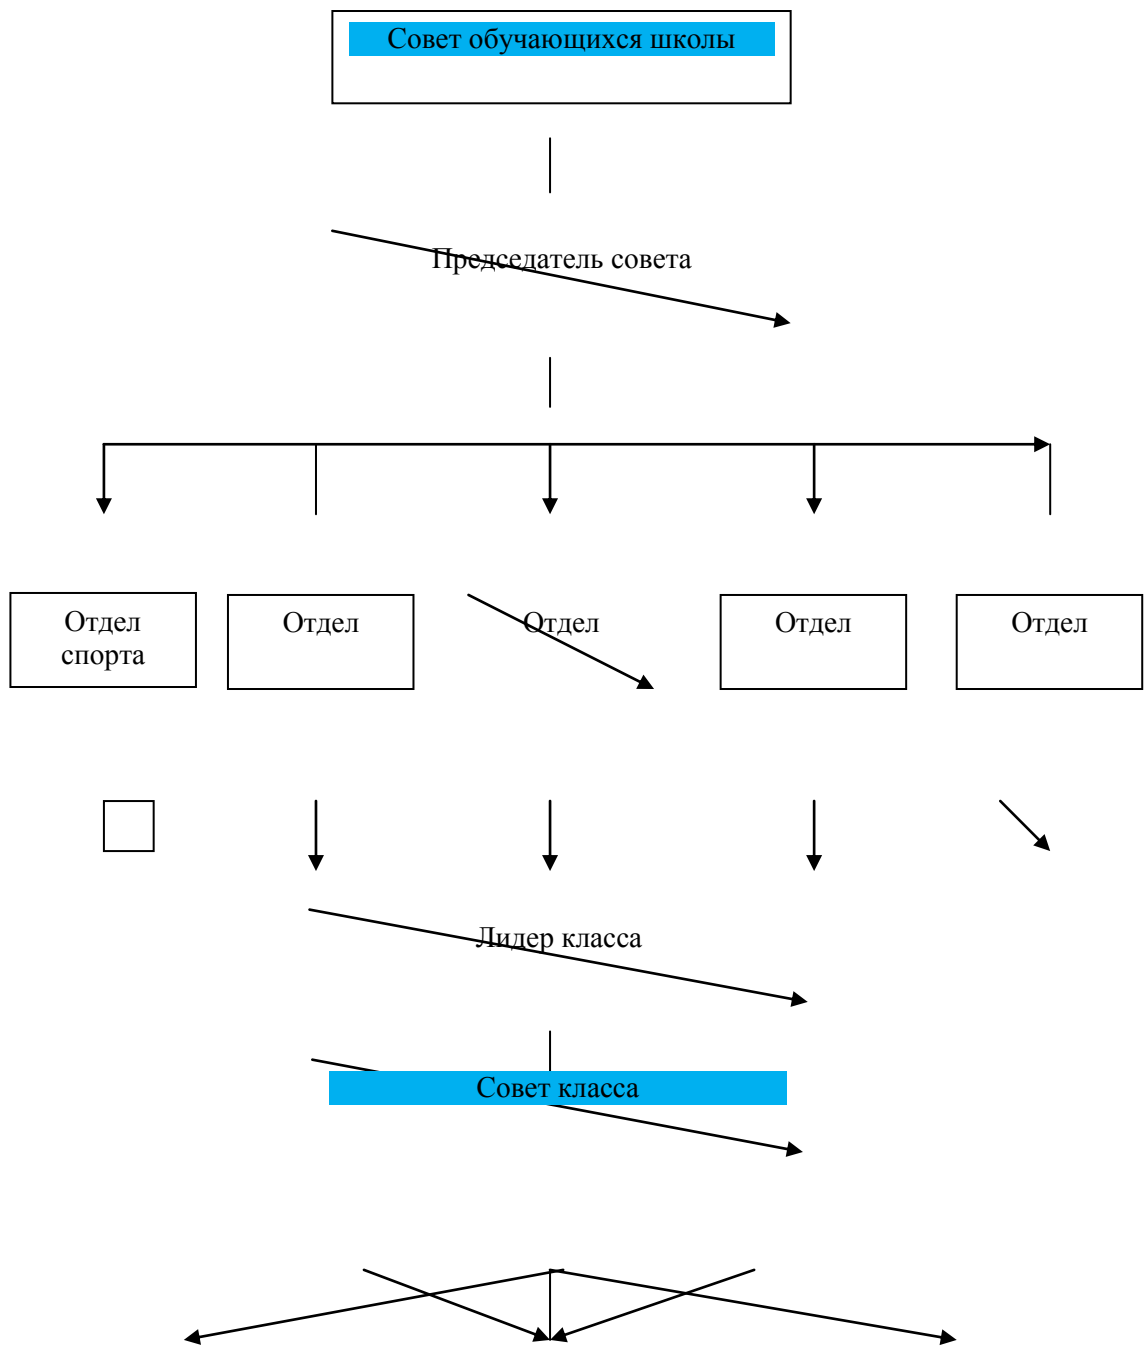 Совет обучающихся школы
Председатель совета
Отдел
спорта
Отдел
Отдел
Отдел
Отдел
Лидер класса
Совет класса